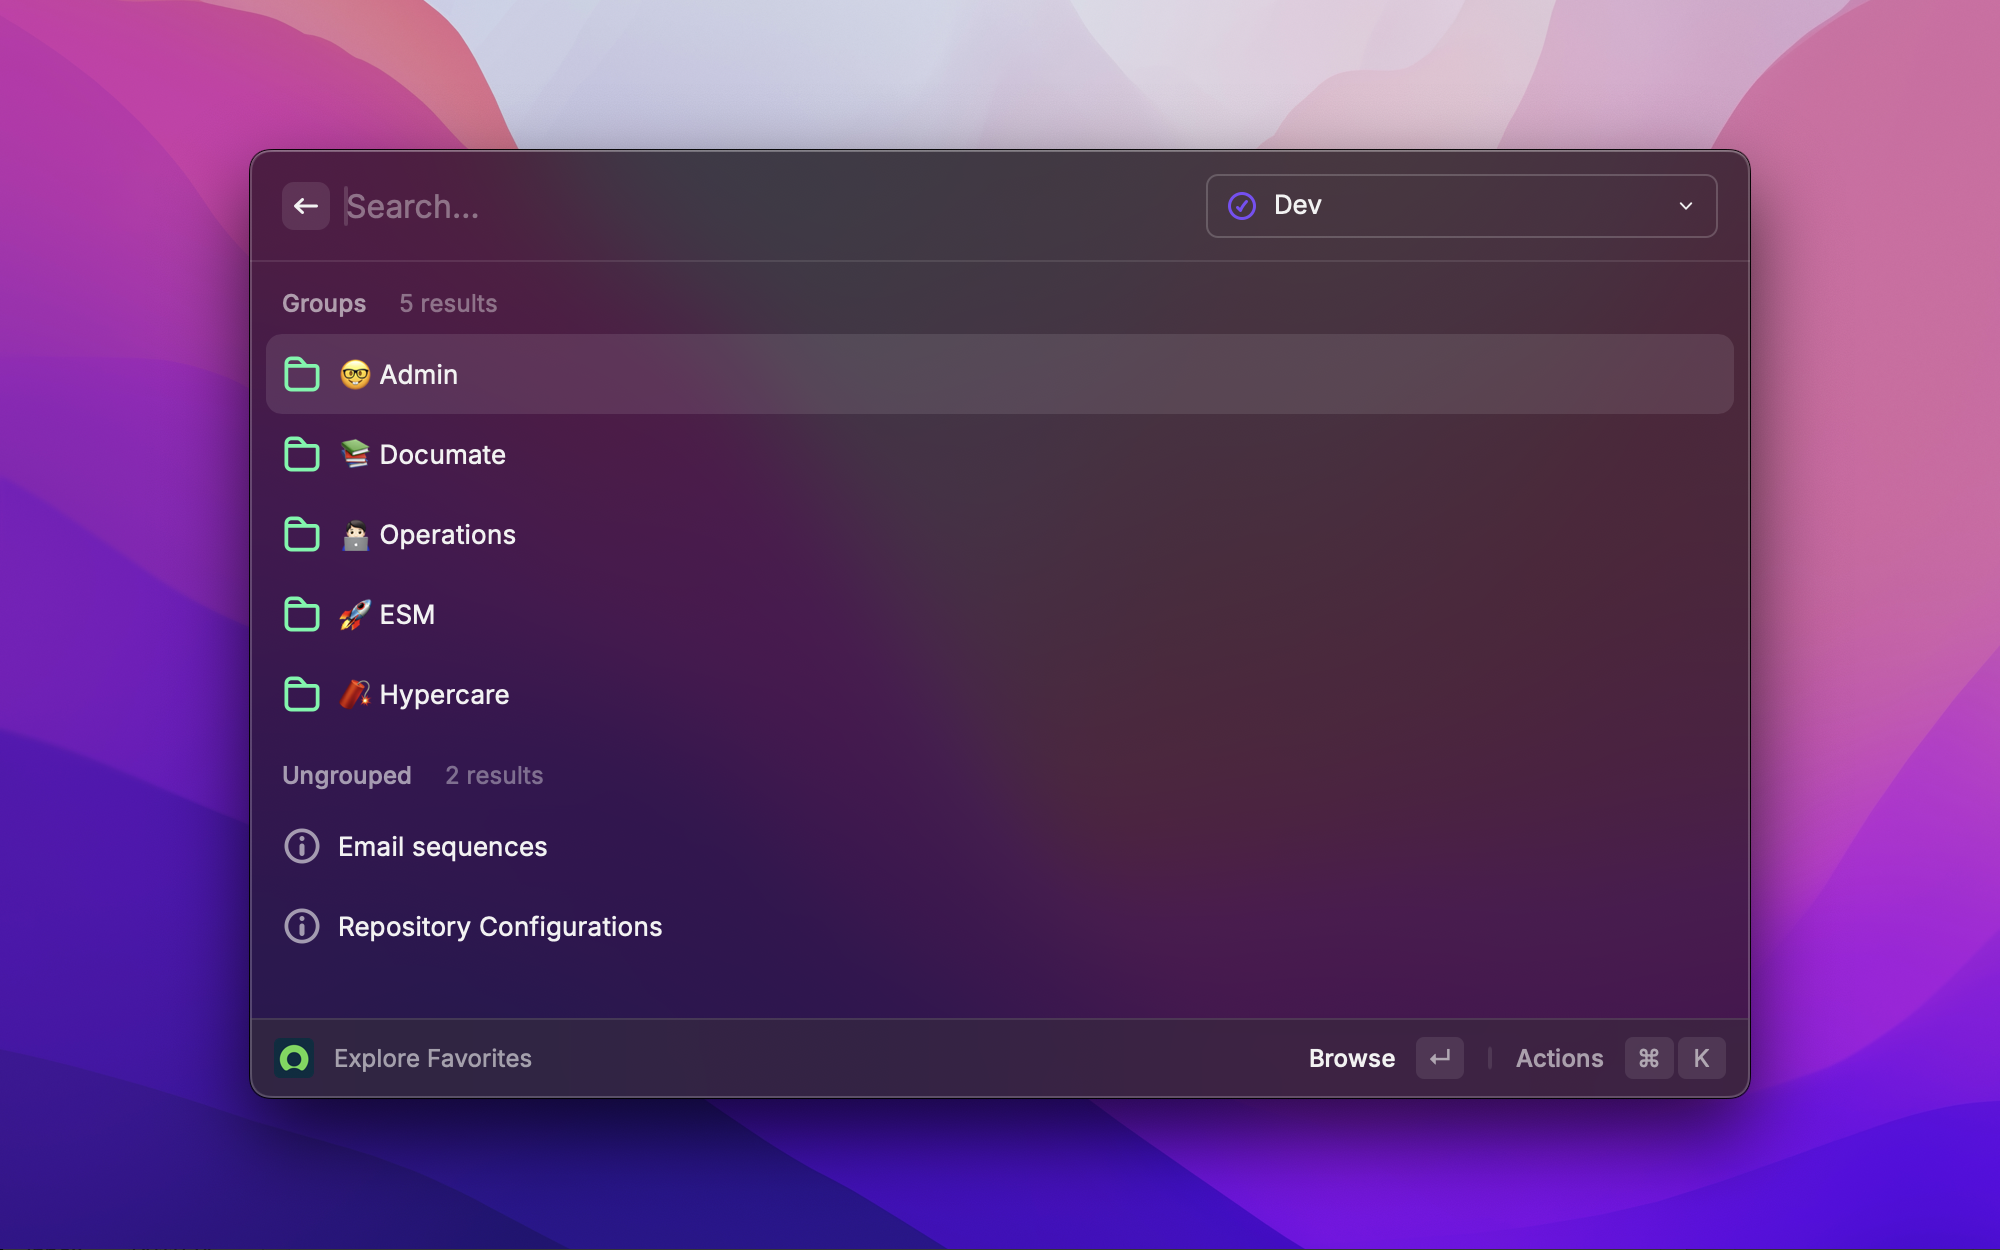 Search...
Dev
Groups 5 results
🤓 Admin
📚 Documate
🧑🏻‍💻 Operations
🚀 ESM
🧨 Hypercare
Ungrouped 2 results
Email sequences
Repository Configurations
Explore Favorites
Browse ↵ Actions ⌘ K